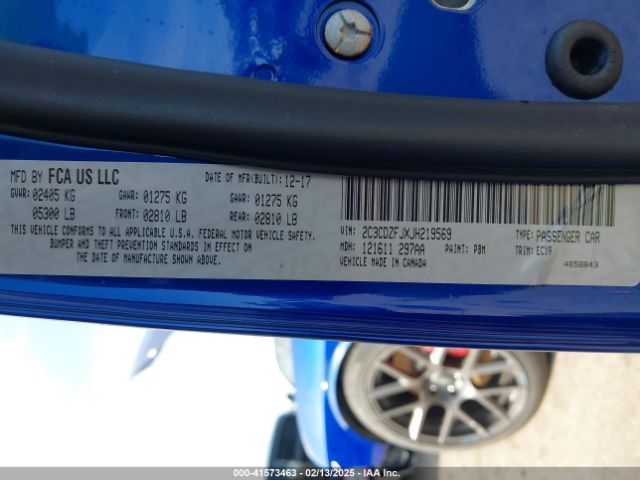 MFD BY FCA US LLC
DATE OF MFR(BUILT): 12-17
GVWR: 02405 KG GAWR: 01275 KG GAWR: 01275 KG
05300 LB FRONT: 02810 LB REAR: 02810 LB
THIS VEHICLE CONFORMS TO ALL APPLICABLE U.S.A. FEDERAL MOTOR VEHICLE SAFETY,
BUMPER AND THEFT PREVENTION STANDARDS IN EFFECT ON
THE DATE OF MANUFACTURE SHOWN ABOVE.
VIN: 2C3CDZFJXJH219569 TYPE: PASSENGER CAR
MDH: 121611 297AA PAINT: PBM TRIM: ECX9
VEHICLE MADE IN CANADA 4658043
000-41573463 - 02/13/2025 - IAA Inc.